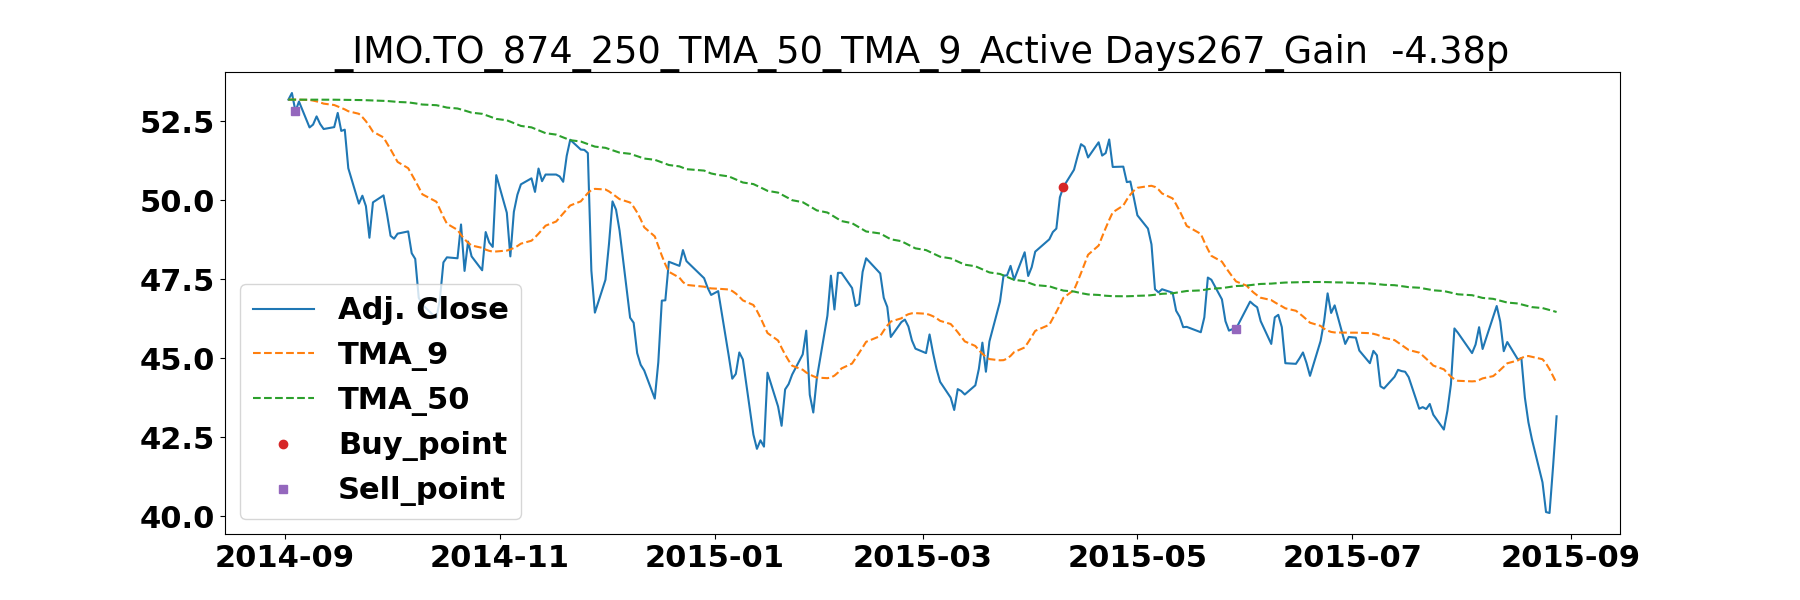 _IMO.TO_874_250_TMA_50_TMA_9_Active Days267_Gain  -4.38p
52.5
50.0
47.5
45.0
42.5
40.0
Adj. Close
TMA_9
TMA_50
Buy_point
Sell_point
2014-09 2014-11 2015-01 2015-03 2015-05 2015-07 2015-09